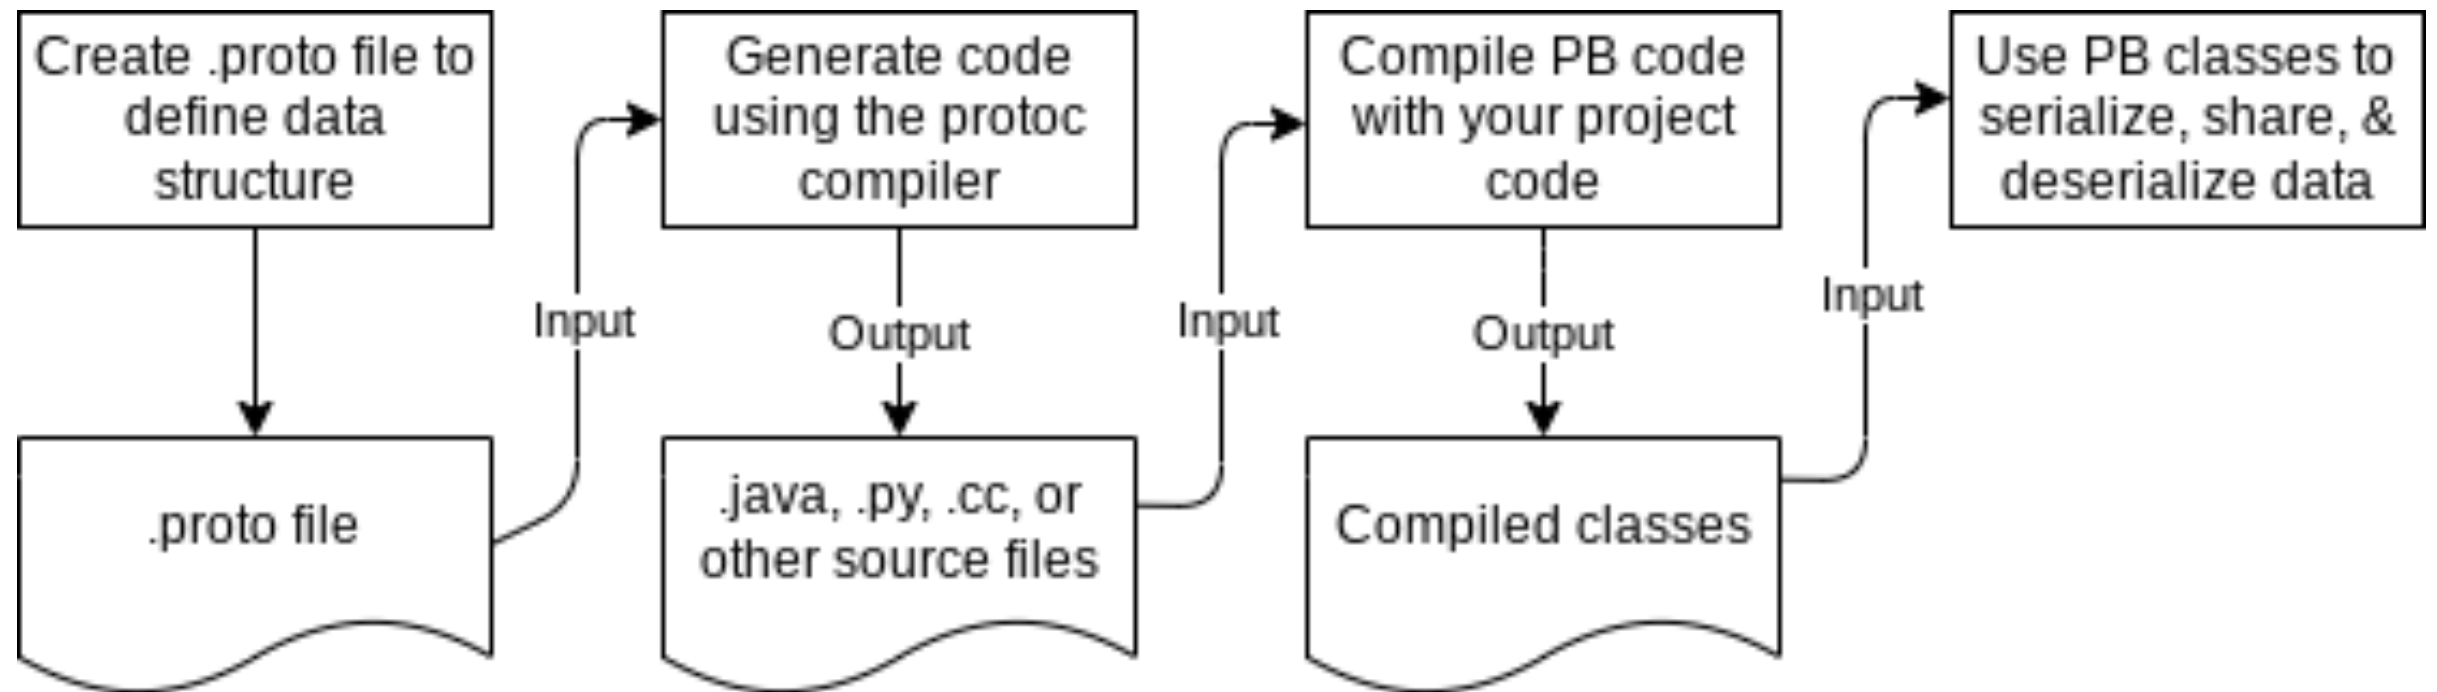 Create .proto file to
define data
structure
Generate code
using the protoc
compiler
Compile PB code
with your project
code
Use PB classes to
serialize, share, &
deserialize data
Input
Output
Input
Output
Input
.proto file
.java, .py, .cc, or
other source files
Compiled classes